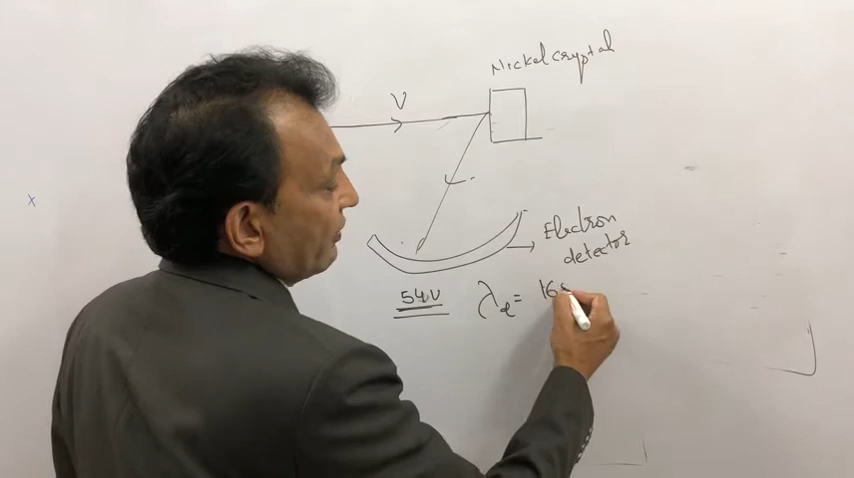 Nickel crystal
V
Electron
detector
54V λe = 16